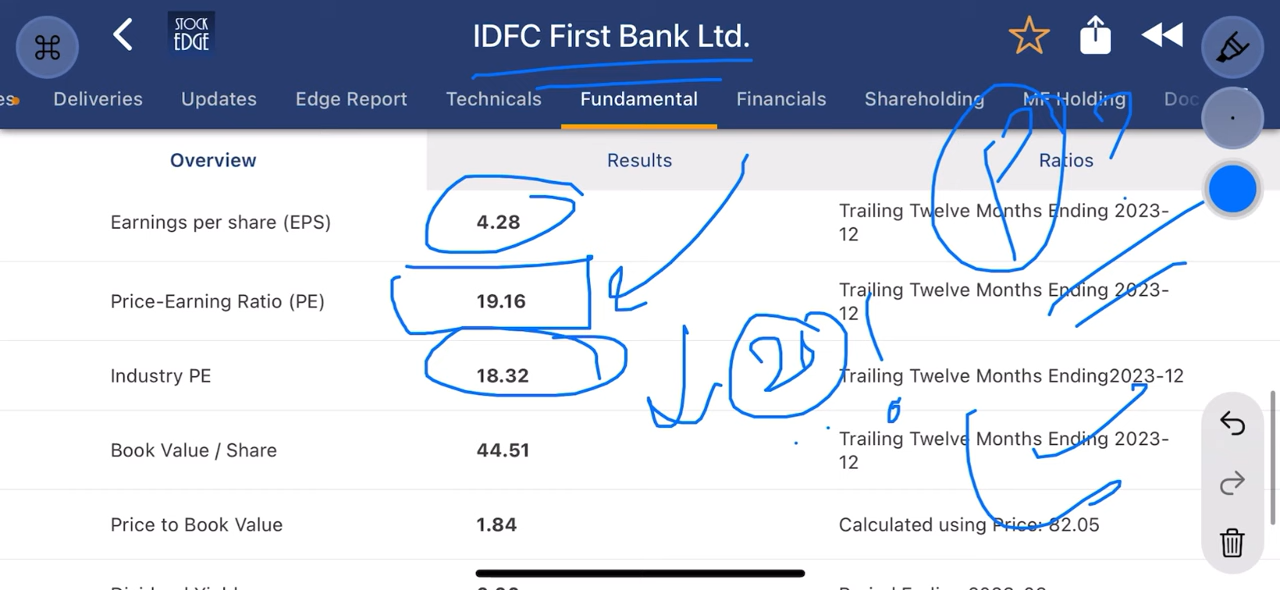 STOCK
EDGE
IDFC First Bank Ltd.
Deliveries
Updates
Edge Report
Technicals
Fundamental
Financials
Shareholding
MF Holding
Overview
Results
Ratios
Earnings per share (EPS)
4.28
Trailing Twelve Months Ending 2023-
12
Price-Earning Ratio (PE)
19.16
Trailing Twelve Months Ending 2023-
12
Industry PE
18.32
Trailing Twelve Months Ending2023-12
Book Value / Share
44.51
Trailing Twelve Months Ending 2023-
12
Price to Book Value
1.84
Calculated using Price: 82.05